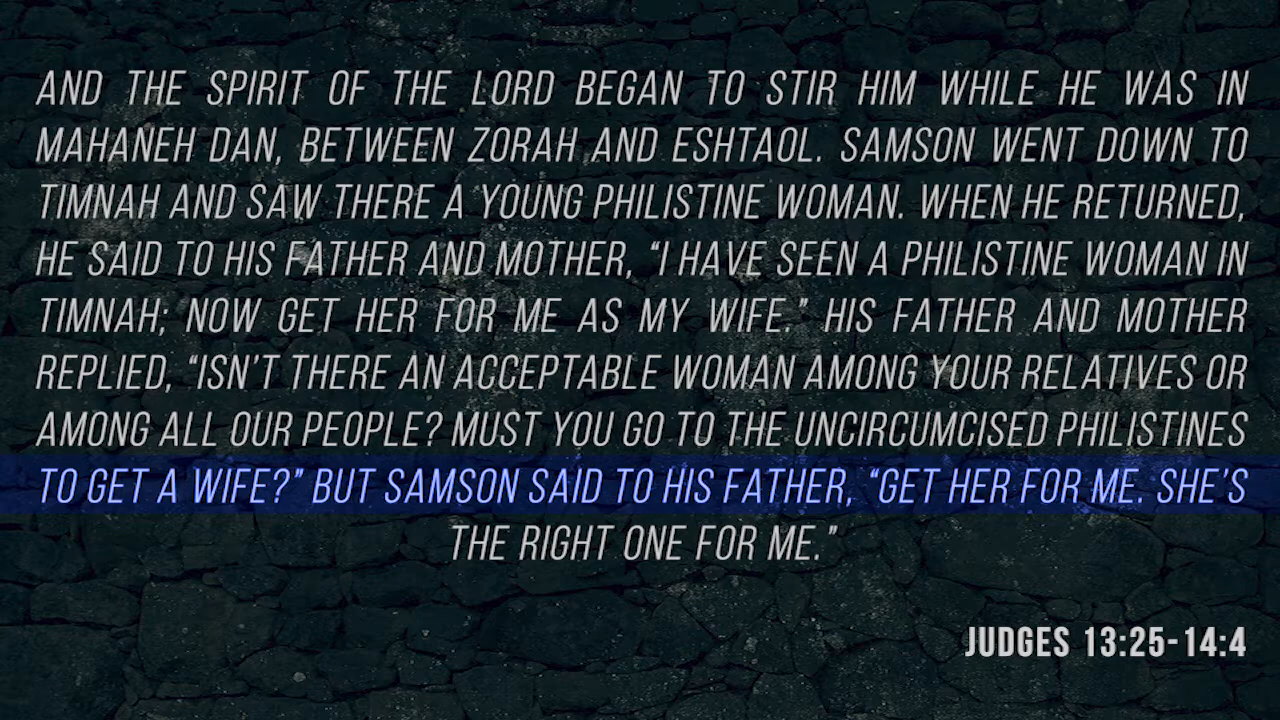 AND THE SPIRIT OF THE LORD BEGAN TO STIR HIM WHILE HE WAS IN
MAHANEH DAN, BETWEEN ZORAH AND ESHTAOL. SAMSON WENT DOWN TO
TIMNAH AND SAW THERE A YOUNG PHILISTINE WOMAN. WHEN HE RETURNED,
HE SAID TO HIS FATHER AND MOTHER, “I HAVE SEEN A PHILISTINE WOMAN IN
TIMNAH; NOW GET HER FOR ME AS MY WIFE.” HIS FATHER AND MOTHER
REPLIED, “ISN’T THERE AN ACCEPTABLE WOMAN AMONG YOUR RELATIVES OR
AMONG ALL OUR PEOPLE? MUST YOU GO TO THE UNCIRCUMCISED PHILISTINES
TO GET A WIFE?” BUT SAMSON SAID TO HIS FATHER, “GET HER FOR ME. SHE’S
THE RIGHT ONE FOR ME.”
JUDGES 13:25-14:4